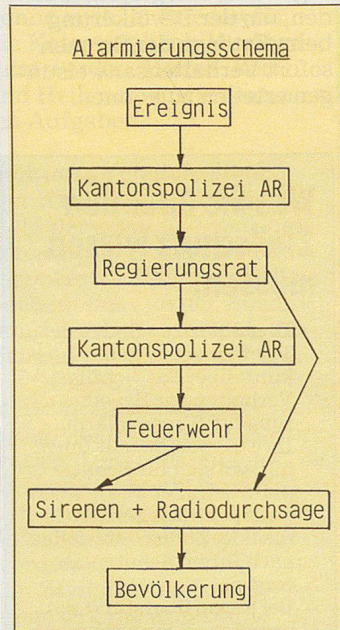 Alarmierungsschema
Ereignis
Kantonspolizei AR
Regierungsrat
Kantonspolizei AR
Feuerwehr
Sirenen + Radiodurchsage
Bevölkerung